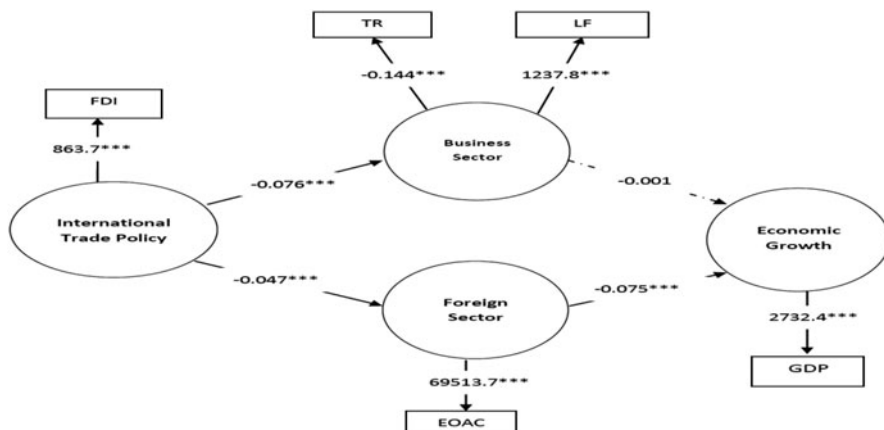 TR
LF
-0.144***
1237.8***
FDI
863.7***
Business
Sector
-0.076***
-0.001
International
Trade Policy
Economic
Growth
-0.047***
Foreign
Sector
-0.075***
2732.4***
GDP
69513.7***
EOAC